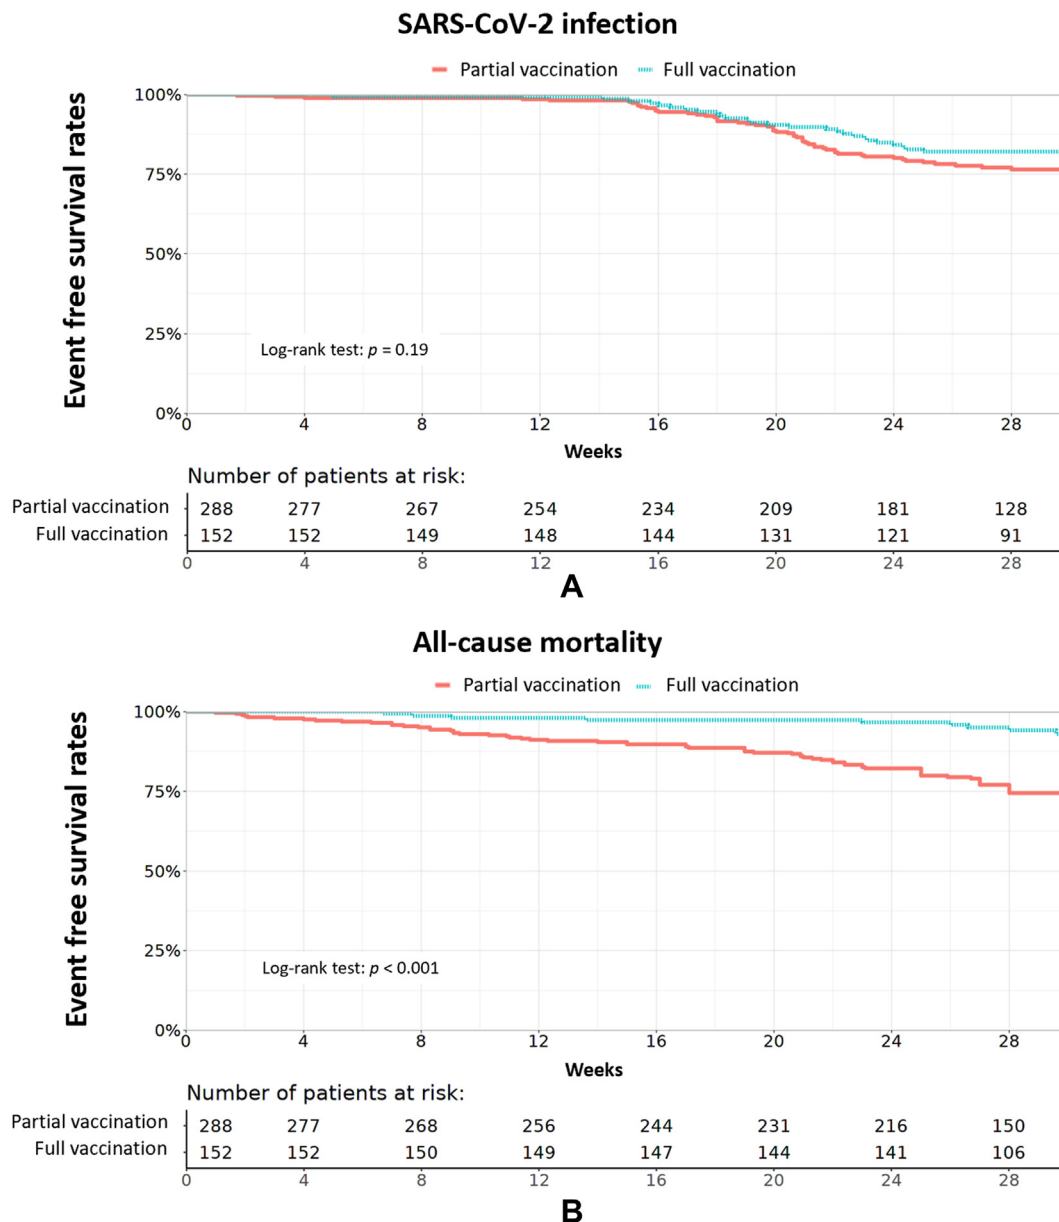 SARS-CoV-2 infection
Partial vaccination Full vaccination
Event free survival rates
100%
75%
50%
25%
0%
Log-rank test: p = 0.19
0 4 8 12 16 20 24 28
Weeks
Number of patients at risk:
Partial vaccination 288 277 267 254 234 209 181 128
Full vaccination 152 152 149 148 144 131 121 91
0 4 8 12 16 20 24 28
A
All-cause mortality
Partial vaccination Full vaccination
Event free survival rates
100%
75%
50%
25%
0%
Log-rank test: p < 0.001
0 4 8 12 16 20 24 28
Weeks
Number of patients at risk:
Partial vaccination 288 277 268 256 244 231 216 150
Full vaccination 152 152 150 149 147 144 141 106
0 4 8 12 16 20 24 28
B